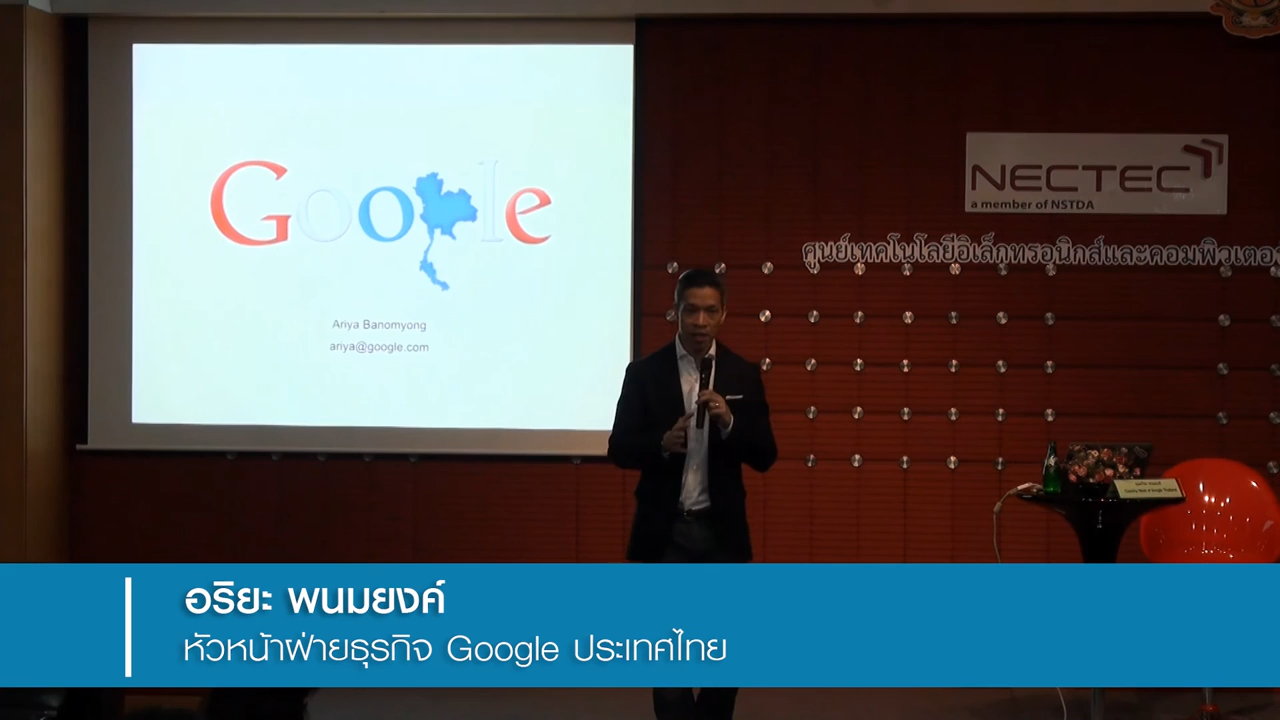 Google
Ariya Banomyong
ariya@google.com
NECTEC
a member of NSTDA
ศูนย์เทคโนโลยีอิเล็กทรอนิกส์และคอมพิวเตอ
อริยะ พนมยงค์
หัวหน้าฝ่ายธุรกิจ Google ประเทศไทย